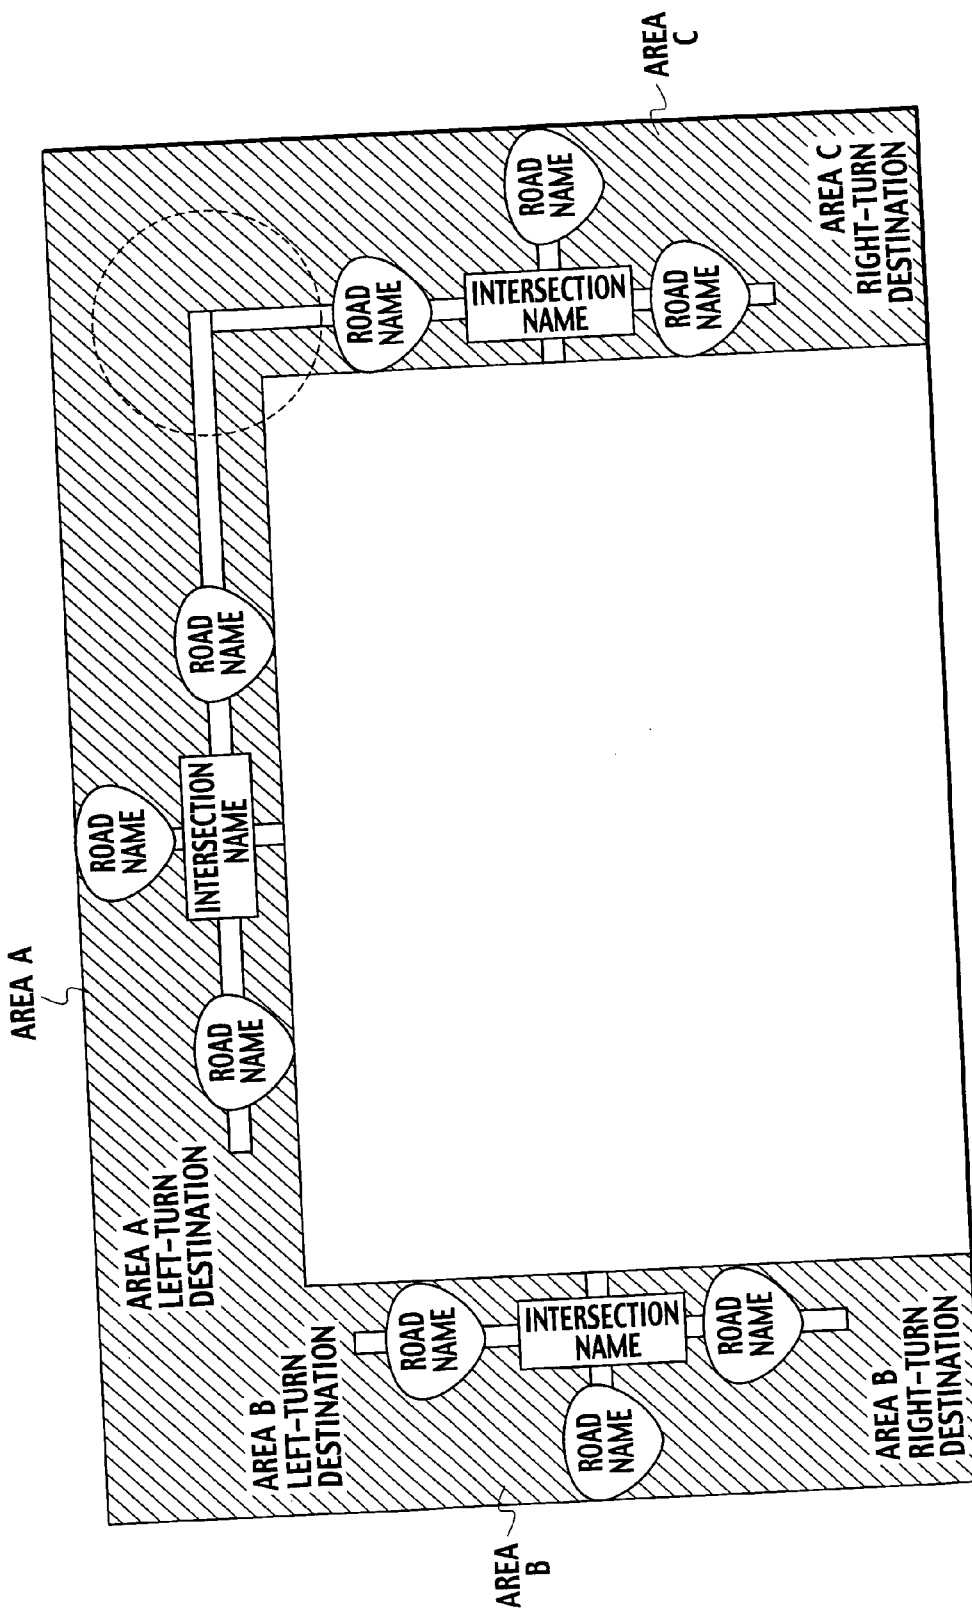 AREA A
ROAD
NAME
AREA A
LEFT-TURN
DESTINATION
ROAD
NAME
INTERSECTION
NAME
ROAD
NAME
AREA B
LEFT-TURN
DESTINATION
ROAD
NAME
AREA
B
ROAD
NAME
INTERSECTION
NAME
ROAD
NAME
AREA B
RIGHT-TURN
DESTINATION
ROAD
NAME
INTERSECTION
NAME
ROAD
NAME
ROAD
NAME
AREA
C
AREA C
RIGHT-TURN
DESTINATION